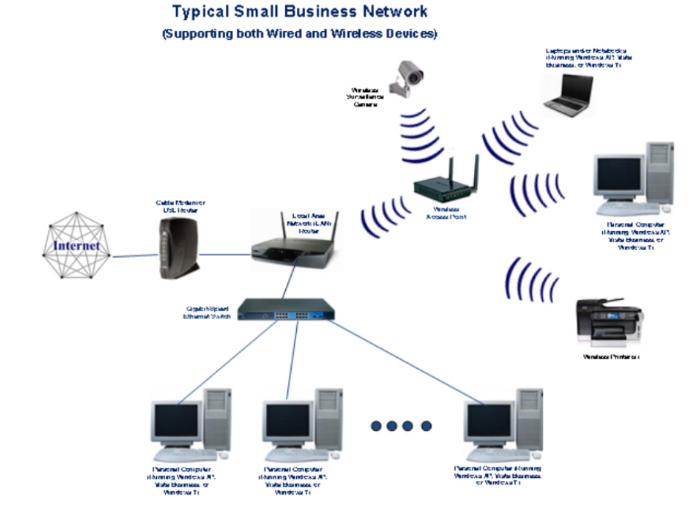 Typical Small Business Network
(Supporting both Wired and Wireless Devices)
Laptops and/or Notebooks
(Running Windows XP, Vista
Business, or Windows 7)
Wireless
Surveillance
Camera
Wireless
Access Point
Cable Modem or
DSL Router
Local Area
Network (LAN)
Router
Internet
Personal Computer
(Running Windows XP,
Vista Business, or
Windows 7)
Gigabit-Speed
Ethernet Switch
Wireless Printer
Personal Computer
(Running Windows XP,
Vista Business, or
Windows 7)
Personal Computer
(Running Windows XP,
Vista Business, or
Windows 7)
Personal Computer (Running
Windows XP, Vista Business,
or Windows 7)